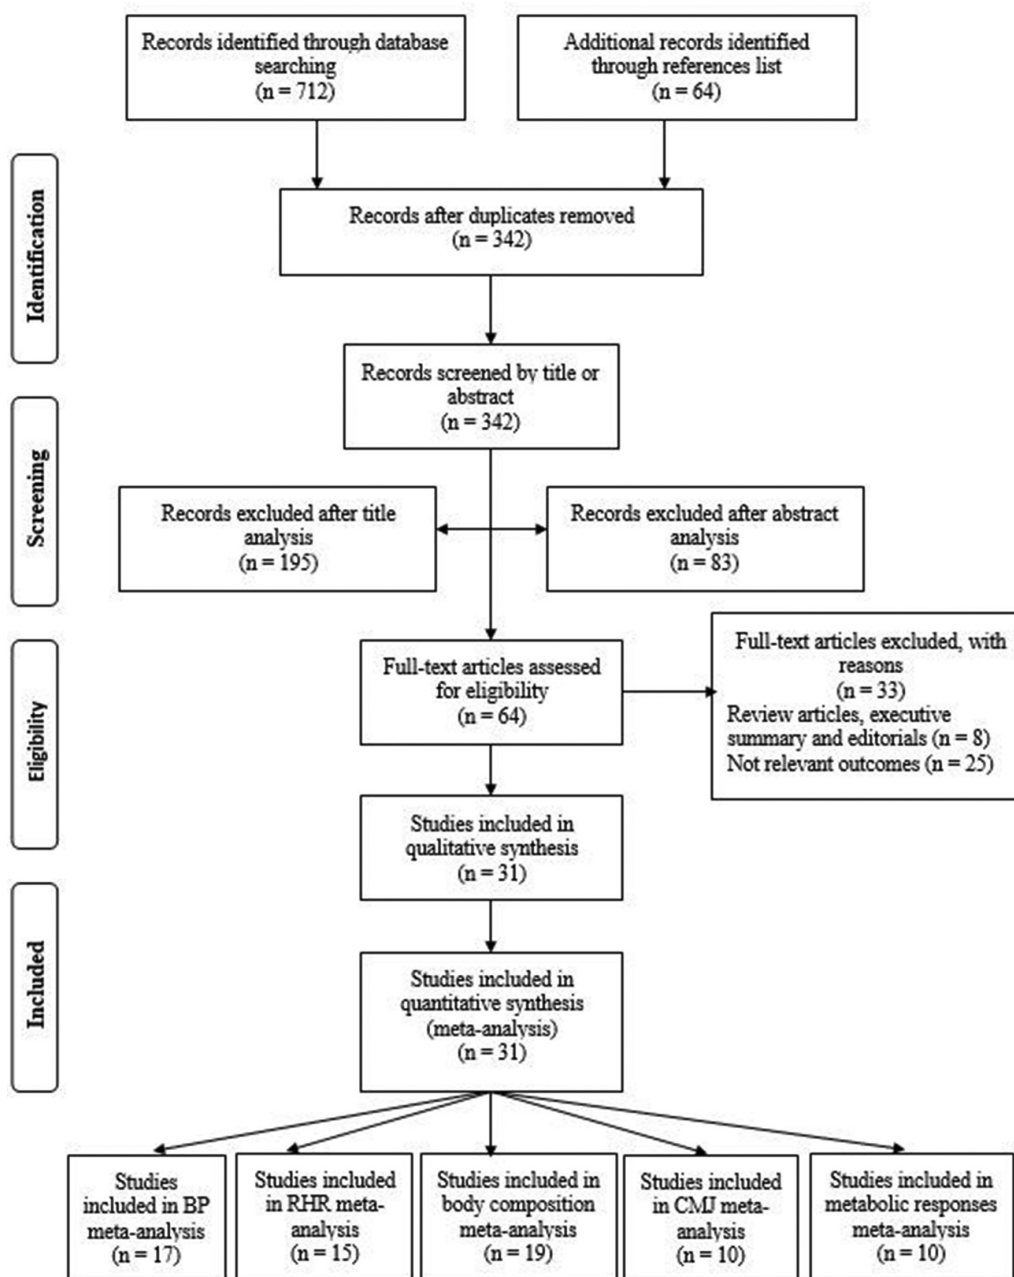 Records identified through database
searching
(n = 712)
Additional records identified
through references list
(n = 64)
Identification
Records after duplicates removed
(n = 342)
Records screened by title or
abstract
(n = 342)
Screening
Records excluded after title
analysis
(n = 195)
Records excluded after abstract
analysis
(n = 83)
Eligibility
Full-text articles assessed
for eligibility
(n = 64)
Full-text articles excluded, with
reasons
(n = 33)
Review articles, executive
summary and editorials (n = 8)
Not relevant outcomes (n = 25)
Studies included in
qualitative synthesis
(n = 31)
Included
Studies included in
quantitative synthesis
(meta-analysis)
(n = 31)
Studies
included in BP
meta-analysis
(n = 17)
Studies included
in RHR meta-
analysis
(n = 15)
Studies included in
body composition
meta-analysis
(n = 19)
Studies included
in CMJ meta-
analysis
(n = 10)
Studies included in
metabolic responses
meta-analysis
(n = 10)